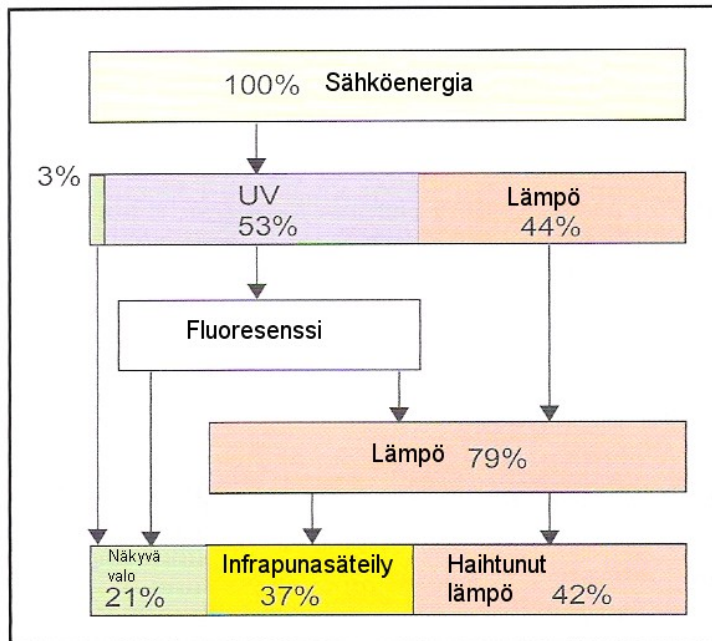 100% Sähköenergia
3%
UV
53%
Lämpö
44%
Fluoresenssi
Lämpö 79%
Näkyvä
valo
21%
Infrapunasäteily
37%
Haihtunut
lämpö 42%